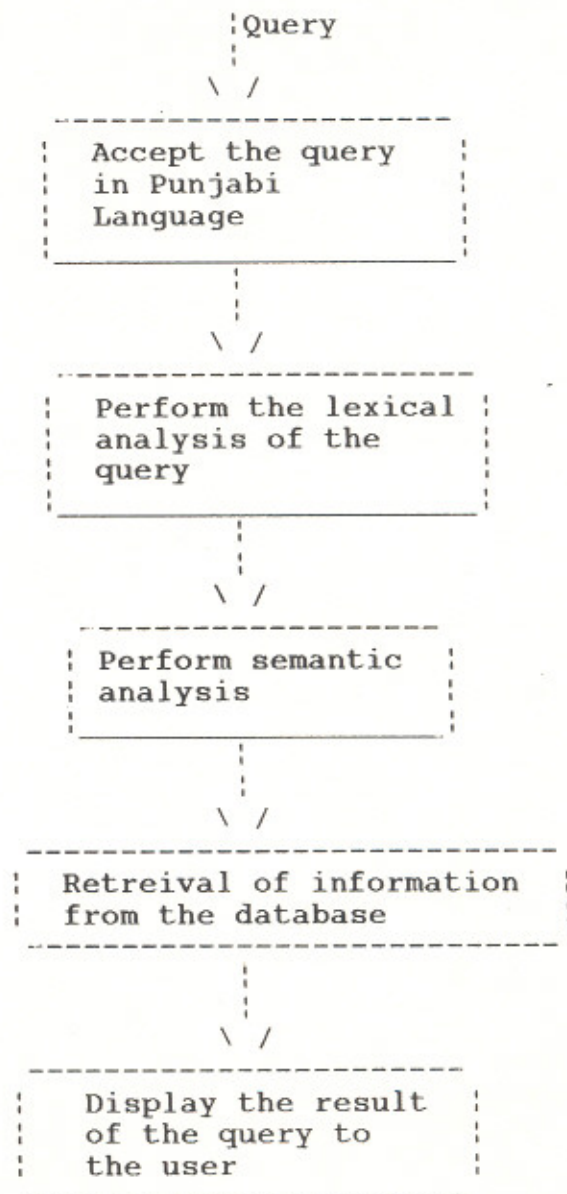 Query
Accept the query
in Punjabi
Language
Perform the lexical
analysis of the
query
Perform semantic
analysis
Retreival of information
from the database
Display the result
of the query to
the user